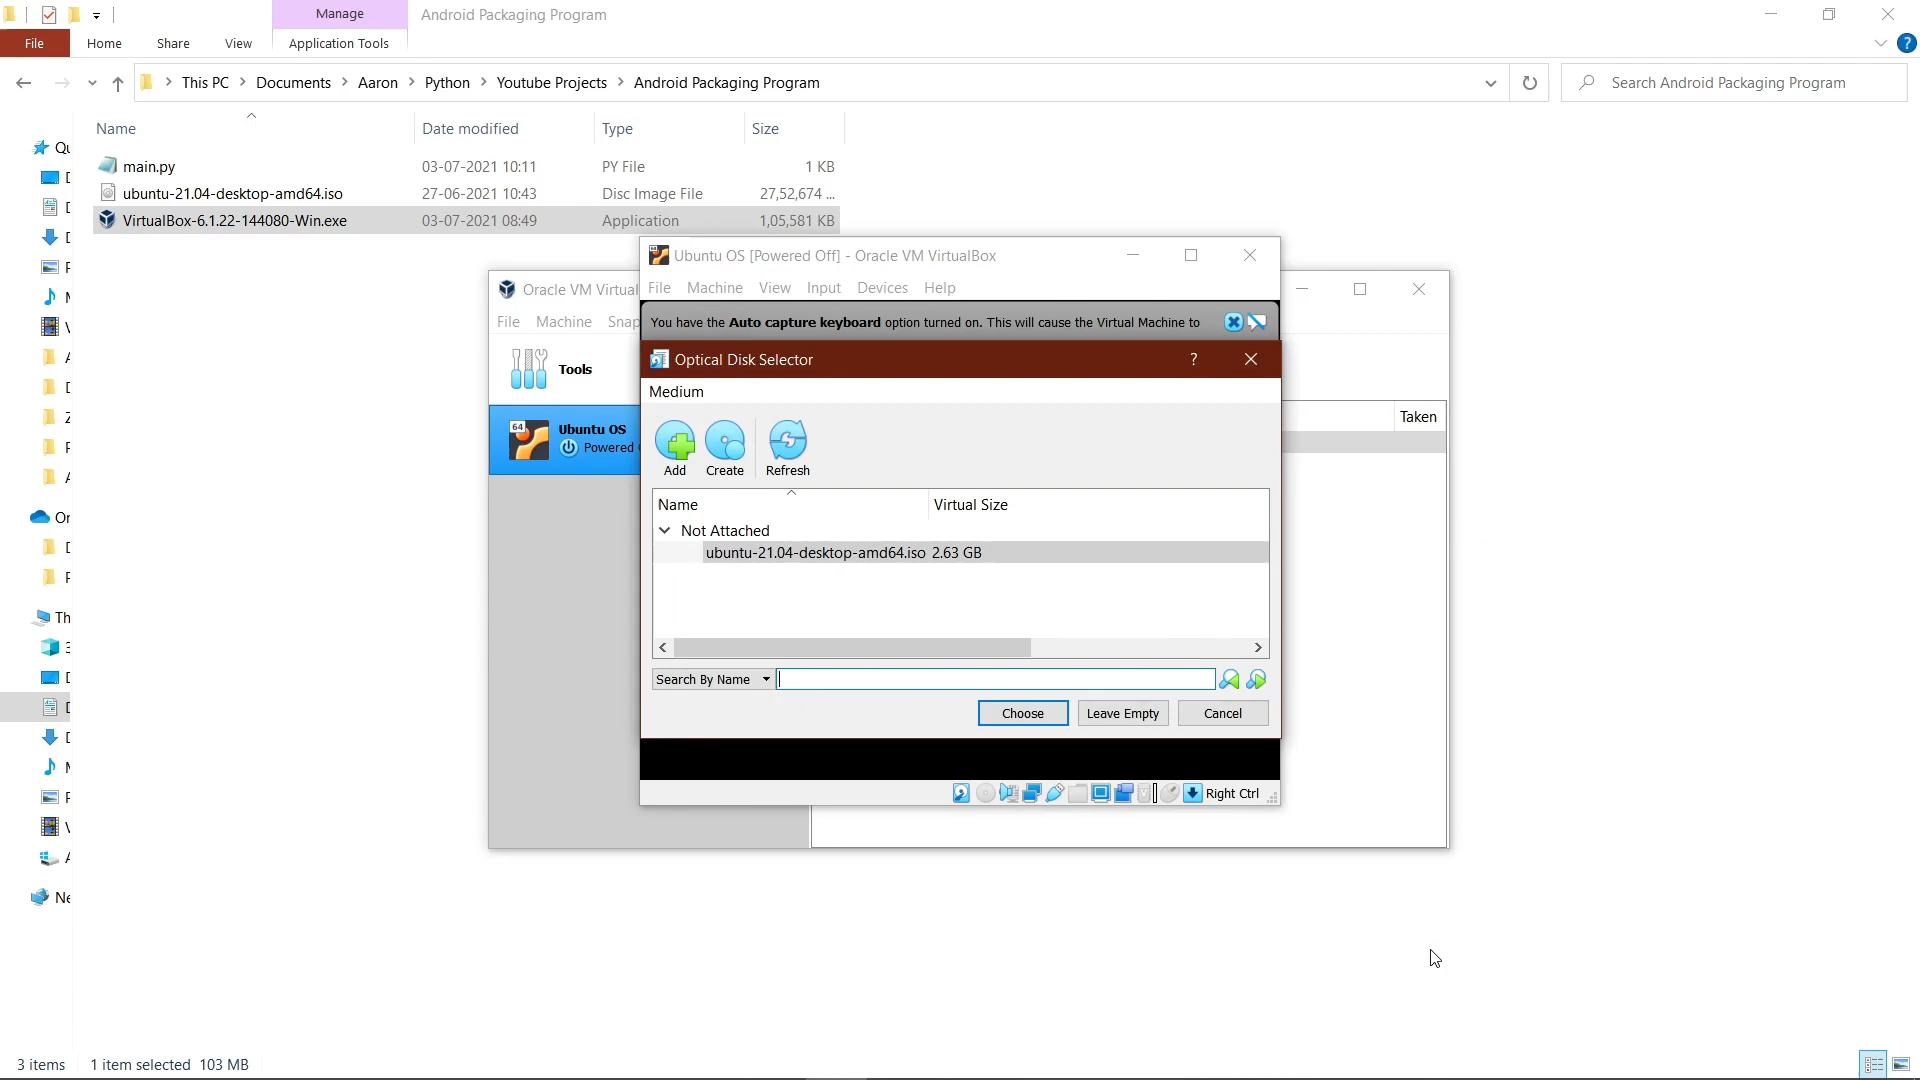 Manage
Android Packaging Program
File
Home
Share
View
Application Tools
This PC
Documents
Aaron
Python
Youtube Projects
Android Packaging Program
Search Android Packaging Program
Name
Date modified
Type
Size
main.py
03-07-2021 10:11
PY File
1 KB
ubuntu-21.04-desktop-amd64.iso
27-06-2021 10:43
Disc Image File
27,52,674 ...
VirtualBox-6.1.22-144080-Win.exe
03-07-2021 08:49
Application
1,05,581 KB
Ubuntu OS [Powered Off] - Oracle VM VirtualBox
File Machine View Input Devices Help
Oracle VM Virtual
File Machine Snap
You have the Auto capture keyboard option turned on. This will cause the Virtual Machine to
Optical Disk Selector
?
Medium
Tools
Add
Create
Refresh
64
Ubuntu OS
Powered
Taken
Name
Virtual Size
Not Attached
ubuntu-21.04-desktop-amd64.iso 2.63 GB
Search By Name
Choose
Leave Empty
Cancel
Right Ctrl
3 items
1 item selected 103 MB